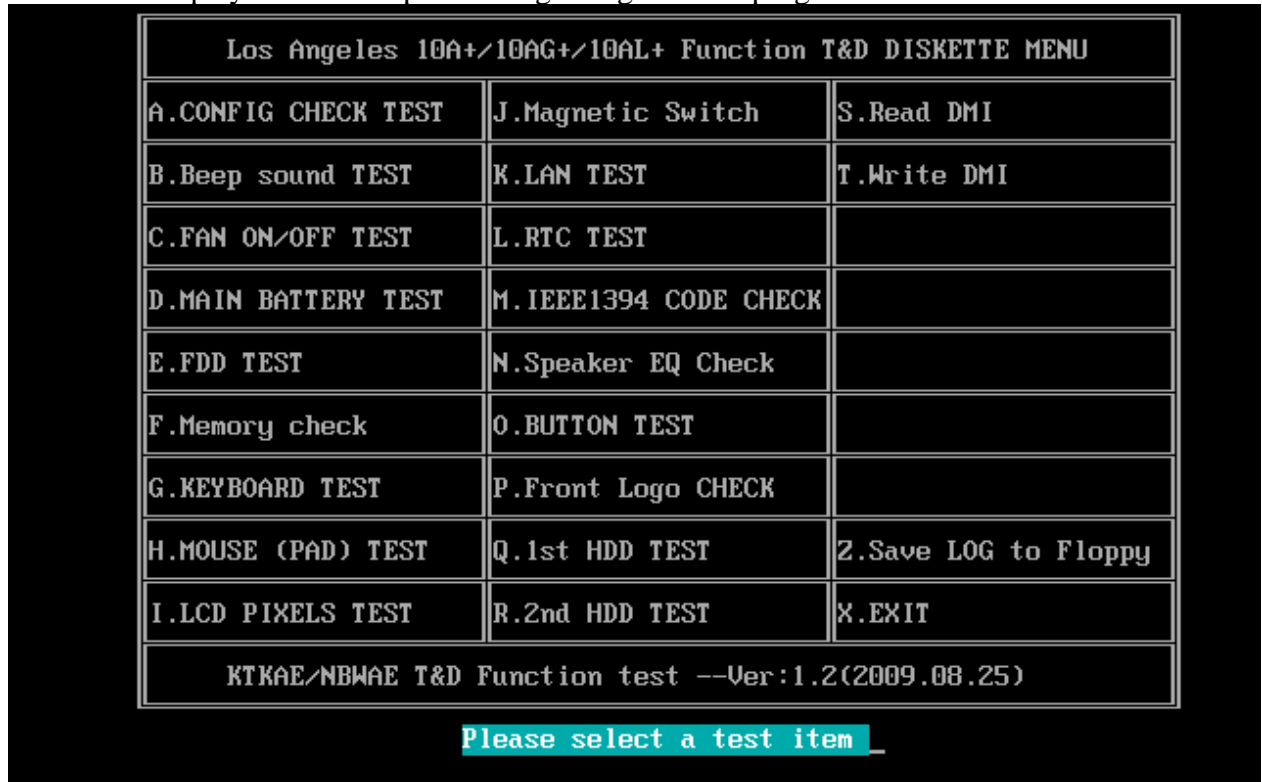 Los Angeles 10A+/10AG+/10AL+ Function T&D DISKETTE MENU
A.CONFIG CHECK TEST J.Magnetic Switch S.Read DMI
B.Beep sound TEST K.LAN TEST T.Write DMI
C.FAN ON/OFF TEST L.RTC TEST
D.MAIN BATTERY TEST M.IEEE1394 CODE CHECK
E.FDD TEST N.Speaker EQ Check
F.Memory check O.BUTTON TEST
G.KEYBOARD TEST P.Front Logo CHECK
H.MOUSE (PAD) TEST Q.1st HDD TEST Z.Save LOG to Floppy
I.LCD PIXELS TEST R.2nd HDD TEST X.EXIT
KTKAE/NBWAE T&D Function test --Ver:1.2(2009.08.25)
Please select a test item _